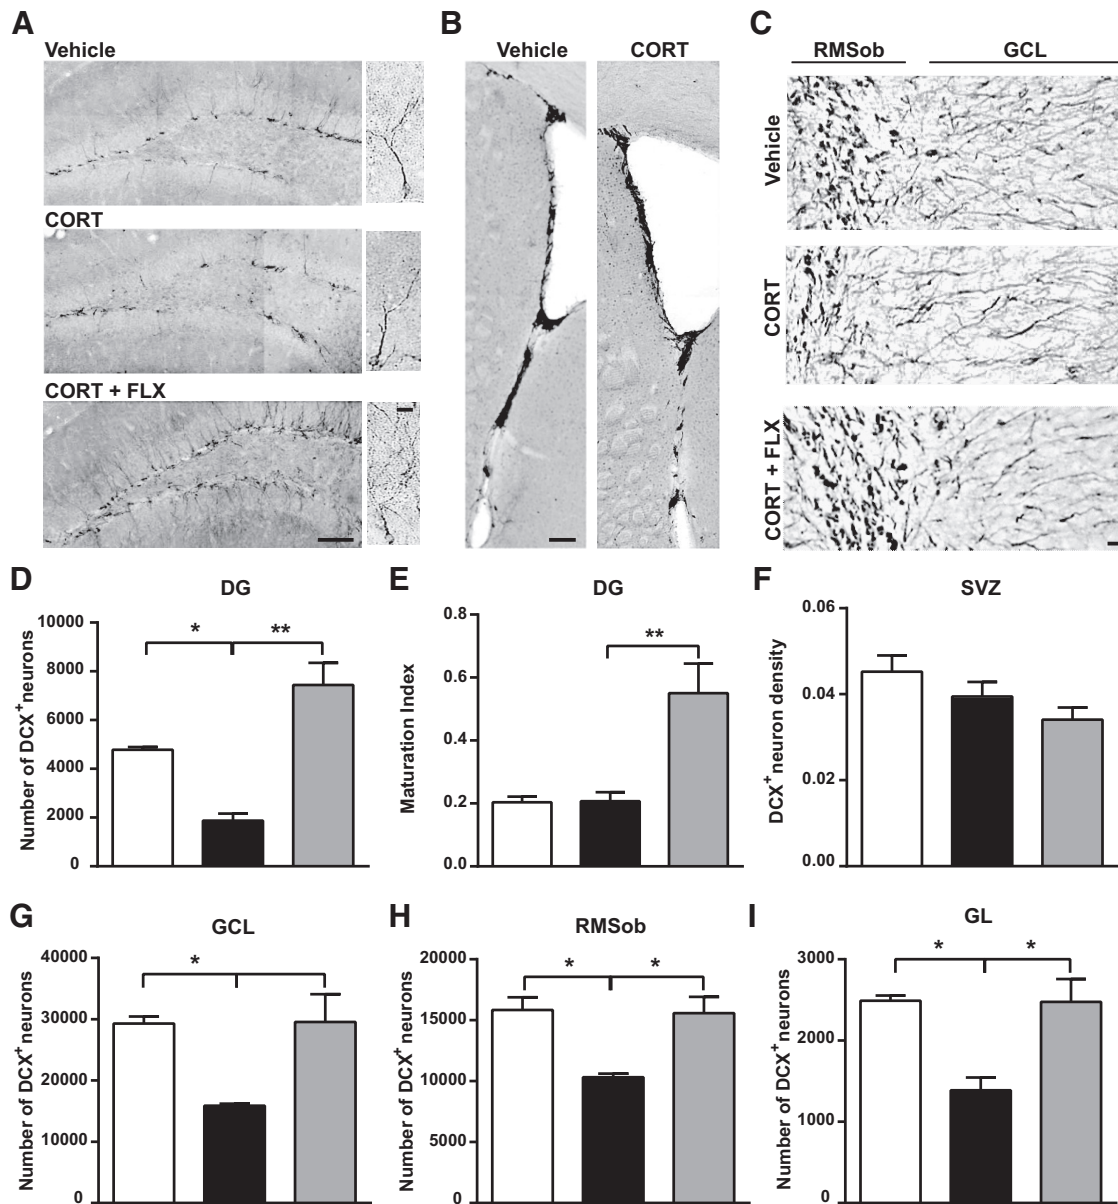 A
Vehicle
CORT
CORT + FLX
B
Vehicle
CORT
C
RMSob
GCL
Vehicle
CORT
CORT + FLX
D
DG
Number of DCX⁺neurons
10000
8000
6000
4000
2000
0
*
**
E
DG
Maturation Index
0.8
0.6
0.4
0.2
0.0
**
F
SVZ
DCX⁺neuron density
0.06
0.04
0.02
0.00
G
GCL
Number of DCX⁺neurons
40000
30000
20000
10000
0
*
H
RMSob
Number of DCX⁺neurons
20000
15000
10000
5000
0
*
*
I
GL
Number of DCX⁺neurons
3000
2000
1000
0
*
*